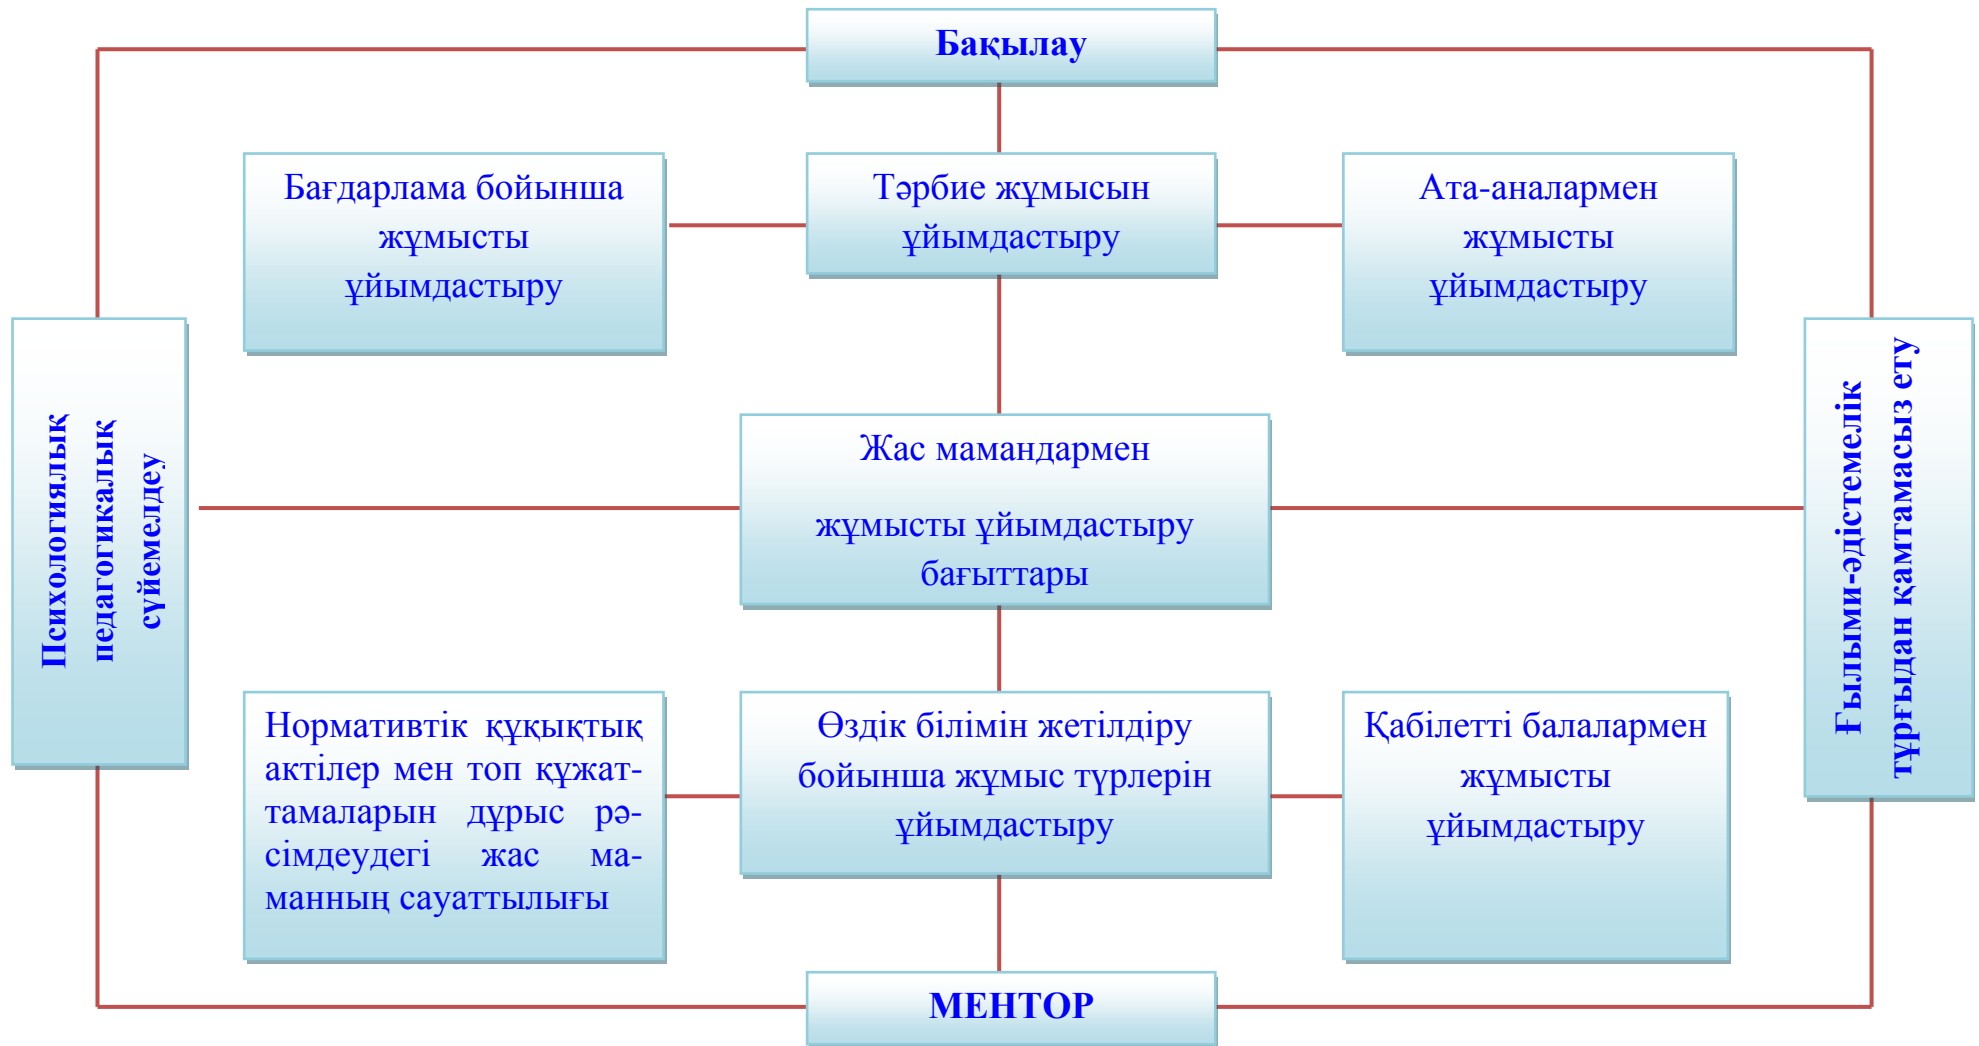 Бақылау
Бағдарлама бойынша
жұмысты
ұйымдастыру
Тәрбие жұмысын
ұйымдастыру
Ата-аналармен
жұмысты
ұйымдастыру
Психологиялық
педагогикалық
сүйемелдеу
Жас мамандармен
жұмысты ұйымдастыру
бағыттары
Ғылыми-әдістемелік
тұрғыдан қамтамасыз ету
Нормативтік құқықтық
актілер мен топ құжат-
тамаларын дұрыс рә-
сімдеудегі жас ма-
манның сауаттылығы
Өздік білімін жетілдіру
бойынша жұмыс түрлерін
ұйымдастыру
Қабілетті балалармен
жұмысты
ұйымдастыру
МЕНТОР